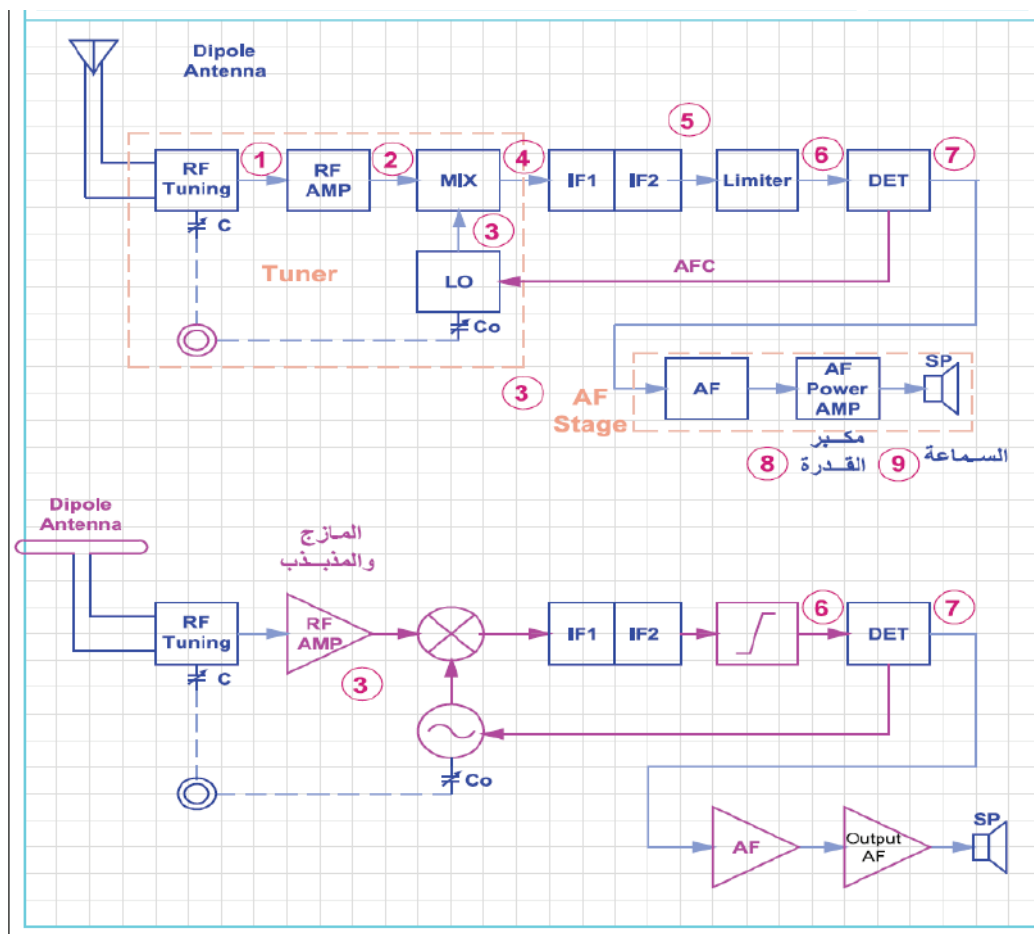 Dipole
Antenna
RF
Tuning
1
RF
AMP
2
MIX
4
IF1
IF2
5
Limiter
6
DET
7
C
3
Tuner
LO
AFC
Co
3
AF
Stage
AF
AF
Power
AMP
SP
8
مكبر
القدرة
9
السماعة
Dipole
Antenna
المازج
والمذبذب
RF
Tuning
RF
AMP
IF1
IF2
6
DET
7
C
3
Co
AF
Output
AF
SP